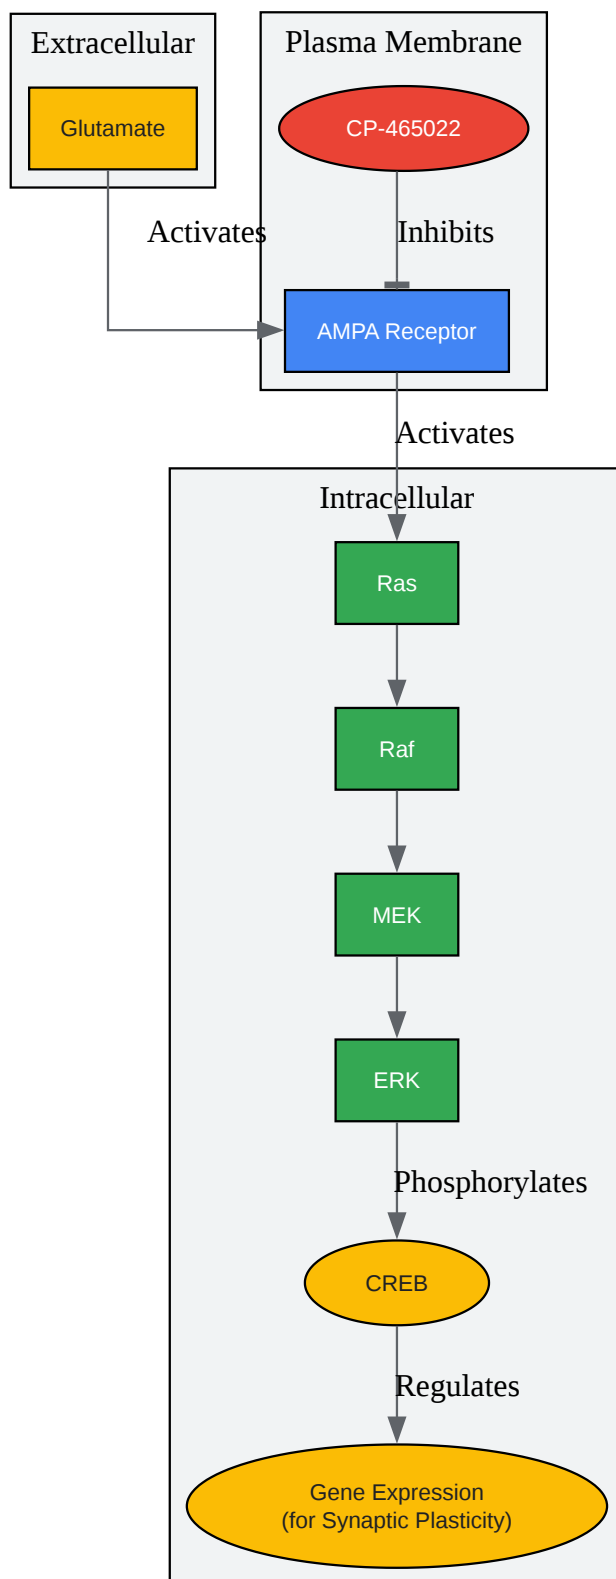 Extracellular
Plasma Membrane
Glutamate
CP-465022
Activates
Inhibits
AMPA Receptor
Activates
Intracellular
Ras
Raf
MEK
ERK
Phosphorylates
CREB
Regulates
Gene Expression
(for Synaptic Plasticity)